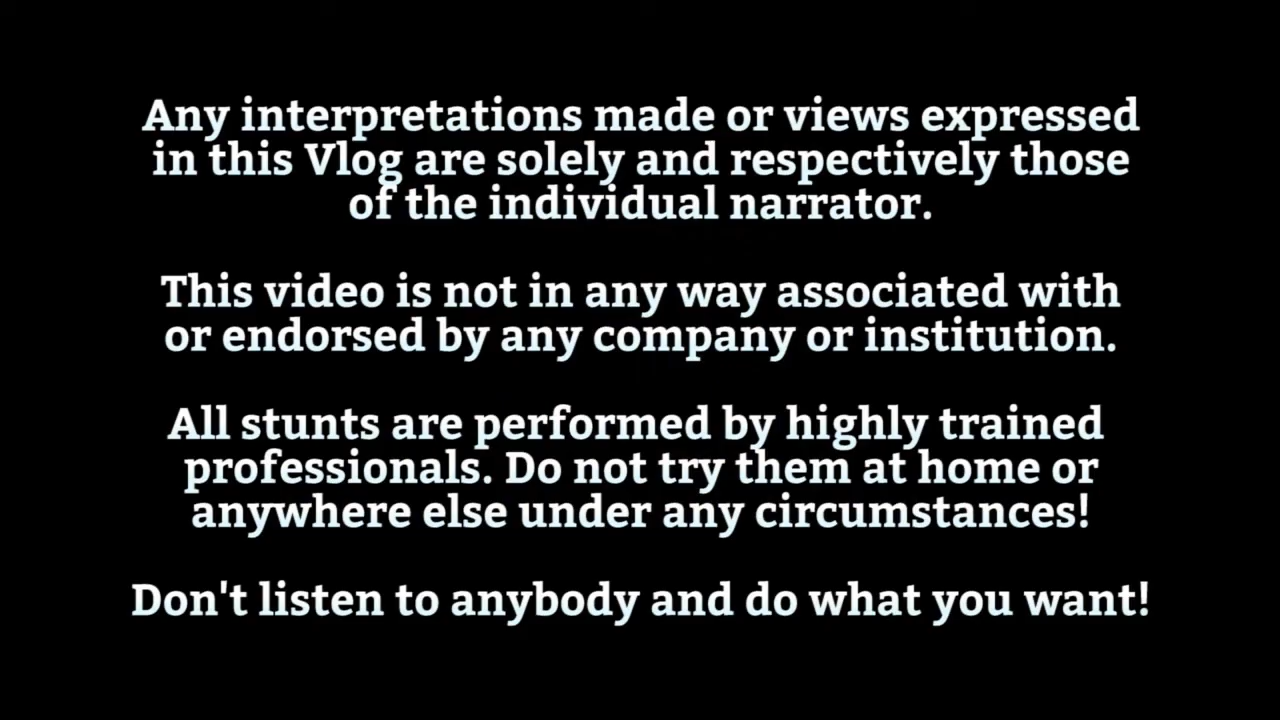 Any interpretations made or views expressed
in this Vlog are solely and respectively those
of the individual narrator.
This video is not in any way associated with
or endorsed by any company or institution.
All stunts are performed by highly trained
professionals. Do not try them at home or
anywhere else under any circumstances!
Don't listen to anybody and do what you want!